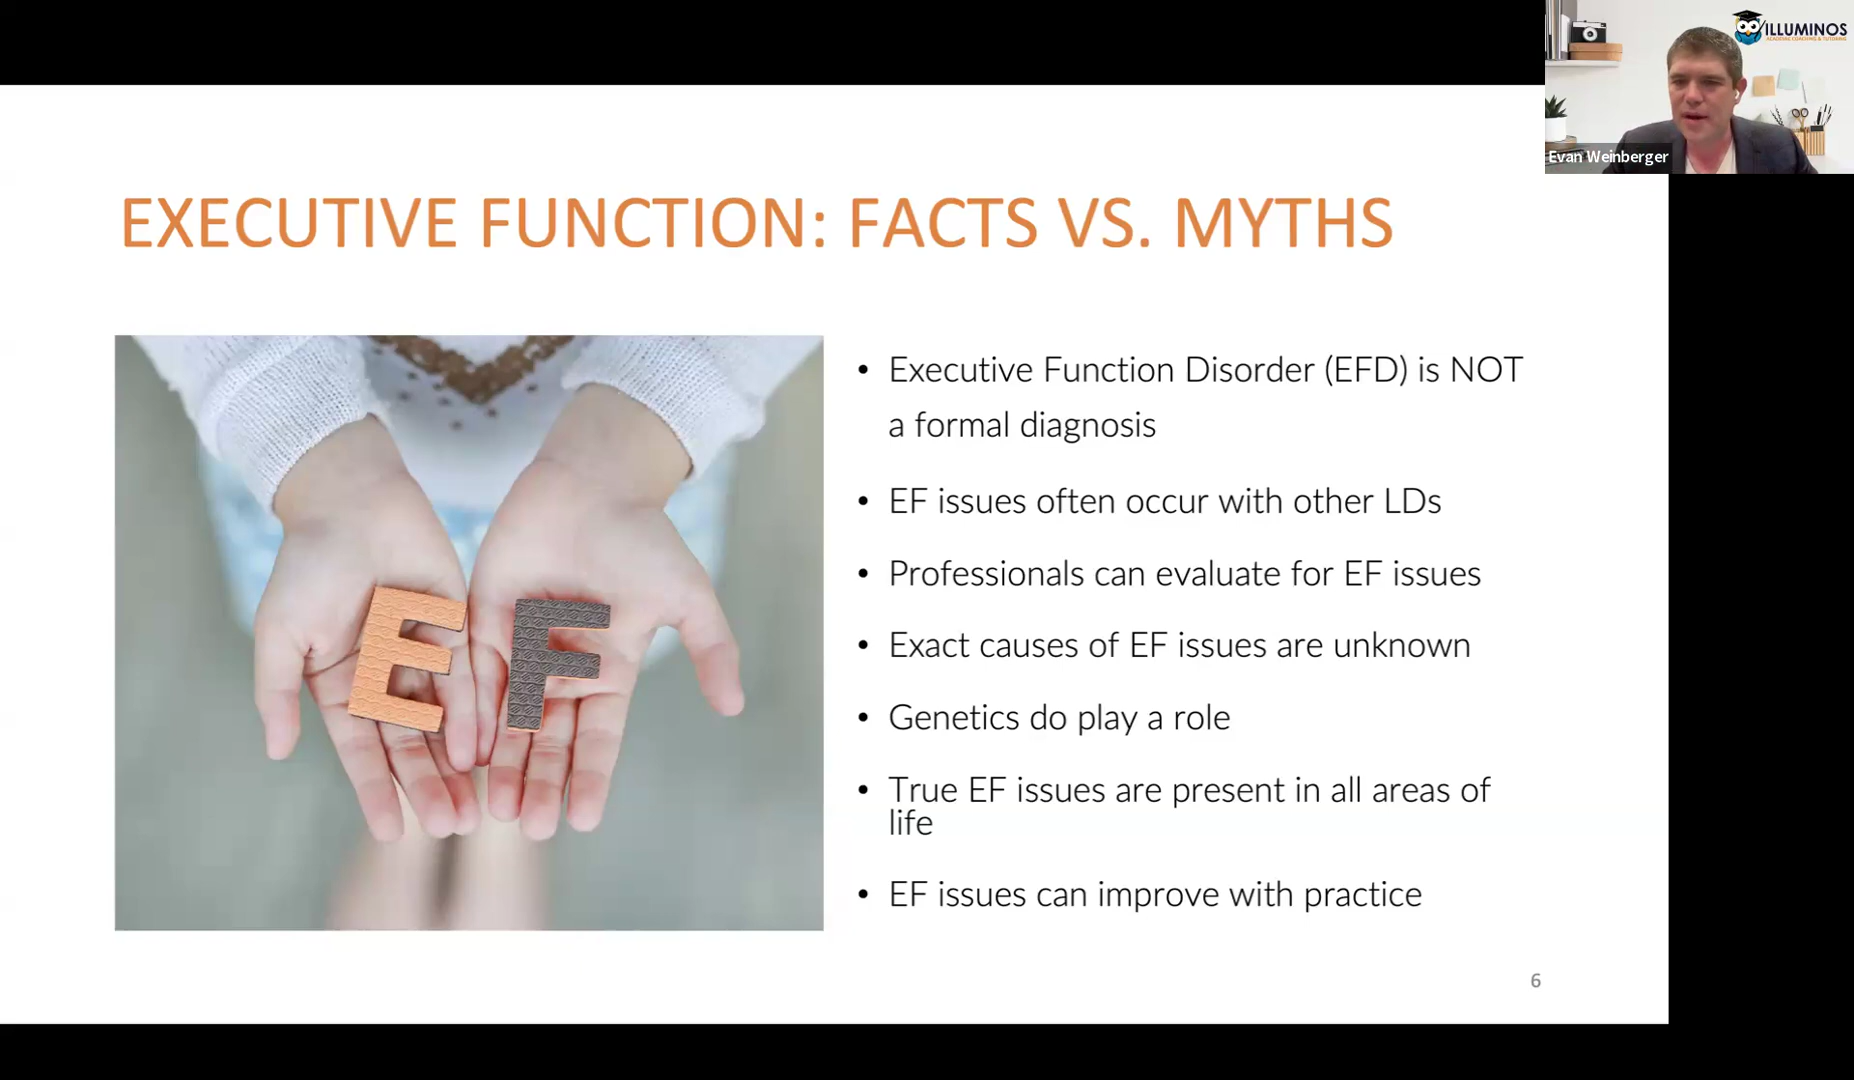 ILLUMINOS
ACADEMIC COACHING & TUTORING
Evan Weinberger
EXECUTIVE FUNCTION: FACTS VS. MYTHS
E F
• Executive Function Disorder (EFD) is NOT
a formal diagnosis
• EF issues often occur with other LDs
• Professionals can evaluate for EF issues
• Exact causes of EF issues are unknown
• Genetics do play a role
• True EF issues are present in all areas of
life
• EF issues can improve with practice
6